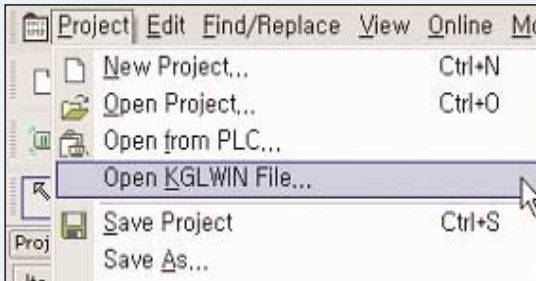 Project Edit Find/Replace View Online
New Project... Ctrl+N
Open Project... Ctrl+O
Open from PLC...
Open KGLWIN File...
Save Project Ctrl+S
Proj
Save As...